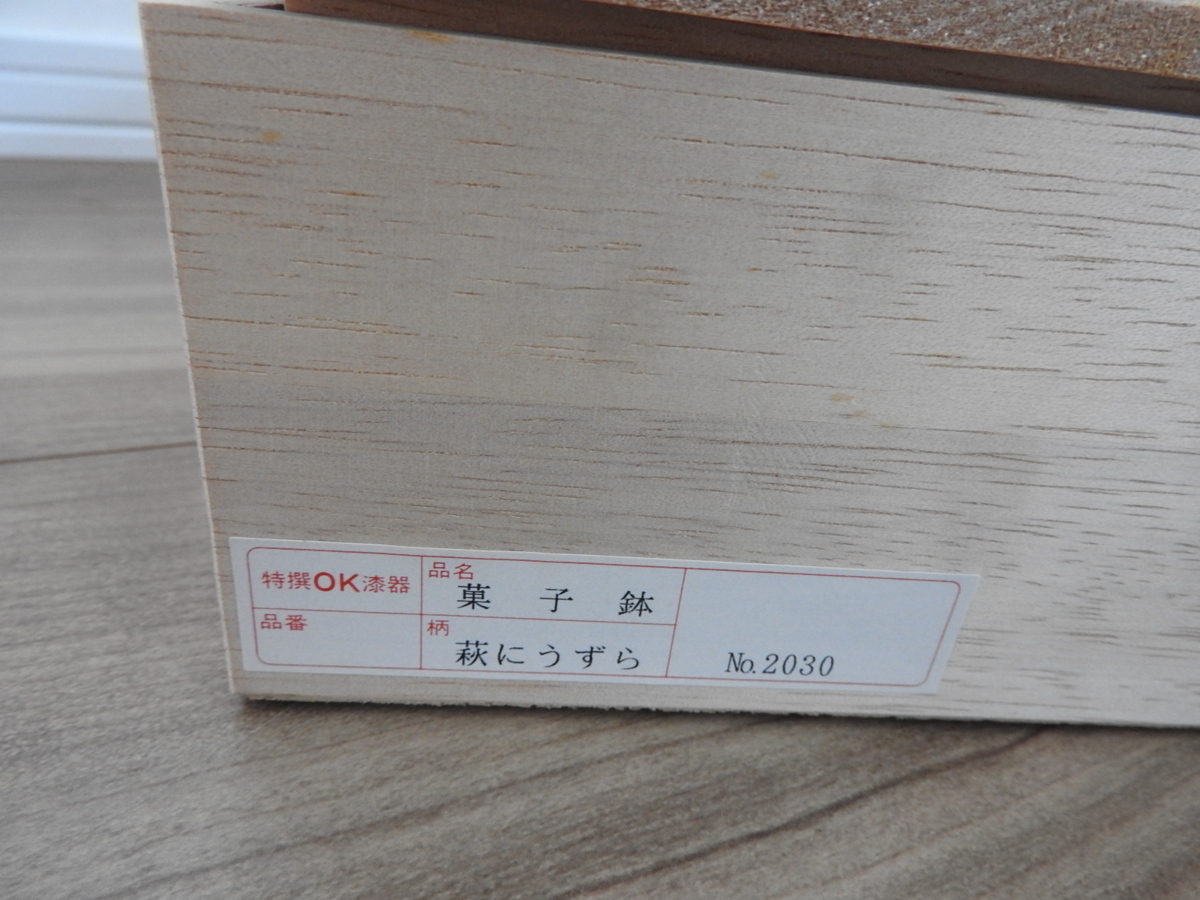 特撰OK漆器
品名
菓子鉢
品番
柄
萩にうずら
No.2030